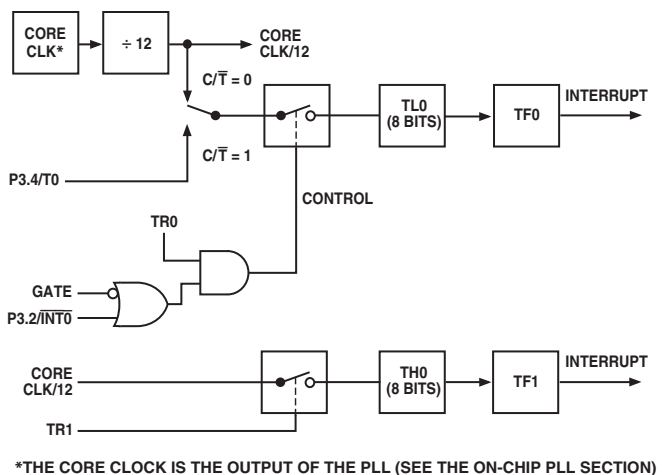 CORE
CLK*
÷ 12
CORE
CLK/12
C/T̅ = 0
C/T̅ = 1
P3.4/T0
TL0
(8 BITS)
TF0
INTERRUPT
CONTROL
TR0
GATE
P3.2/I̅N̅T̅0̅
CORE
CLK/12
TH0
(8 BITS)
TF1
INTERRUPT
TR1
*THE CORE CLOCK IS THE OUTPUT OF THE PLL (SEE THE ON-CHIP PLL SECTION)